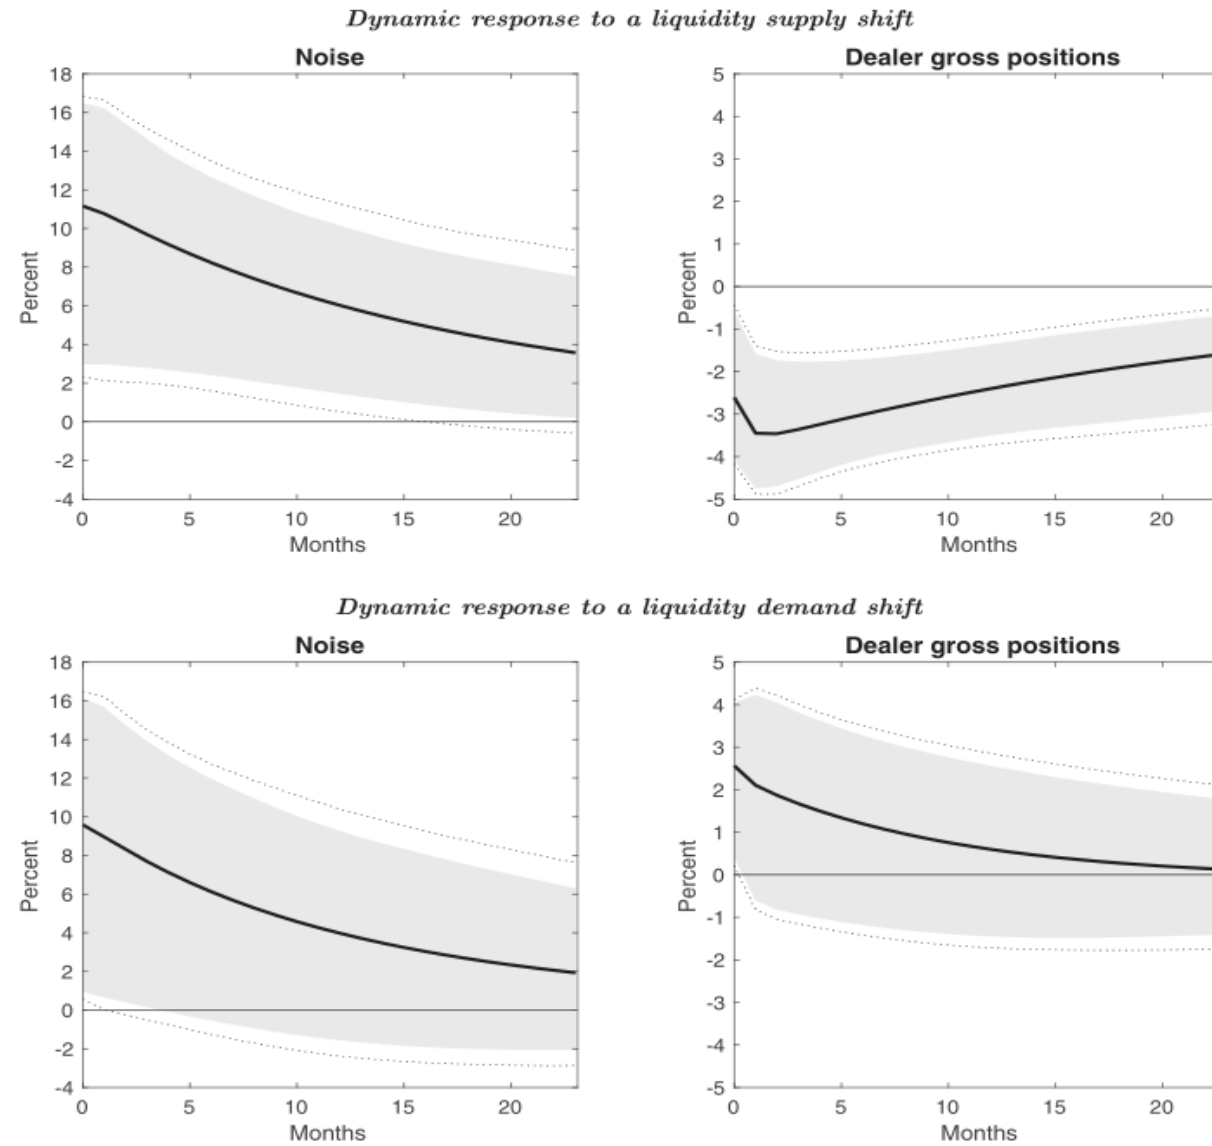 Dynamic response to a liquidity supply shift
Noise
Dealer gross positions
18
16
14
12
10
8
6
4
2
0
-2
-4
Percent
0 5 10 15 20
Months
5
4
3
2
1
0
-1
-2
-3
-4
-5
Percent
0 5 10 15 20
Months
Dynamic response to a liquidity demand shift
Noise
Dealer gross positions
18
16
14
12
10
8
6
4
2
0
-2
-4
Percent
0 5 10 15 20
Months
5
4
3
2
1
0
-1
-2
-3
-4
-5
Percent
0 5 10 15 20
Months